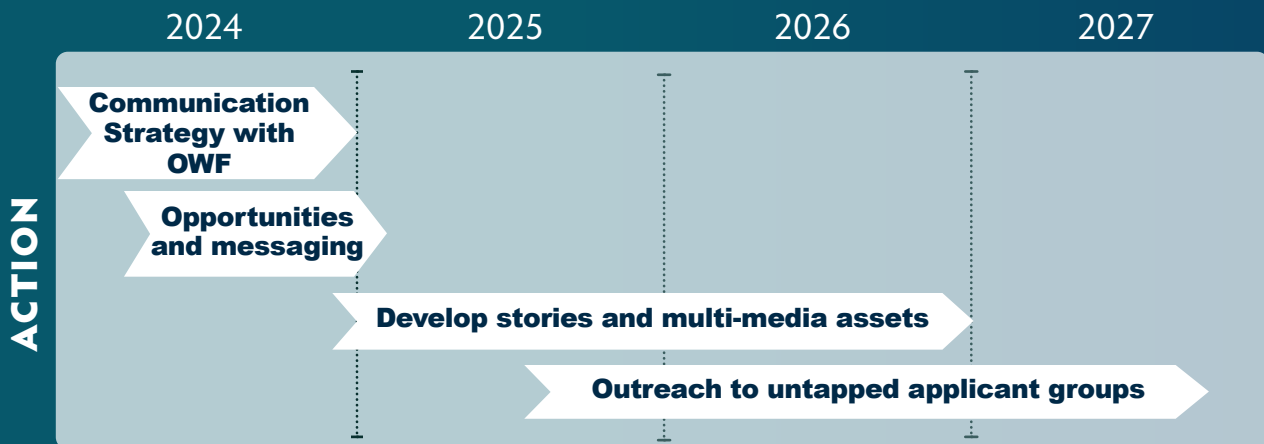 2024 2025 2026 2027
ACTION
Communication
Strategy with
OWF
Opportunities
and messaging
Develop stories and multi-media assets
Outreach to untapped applicant groups